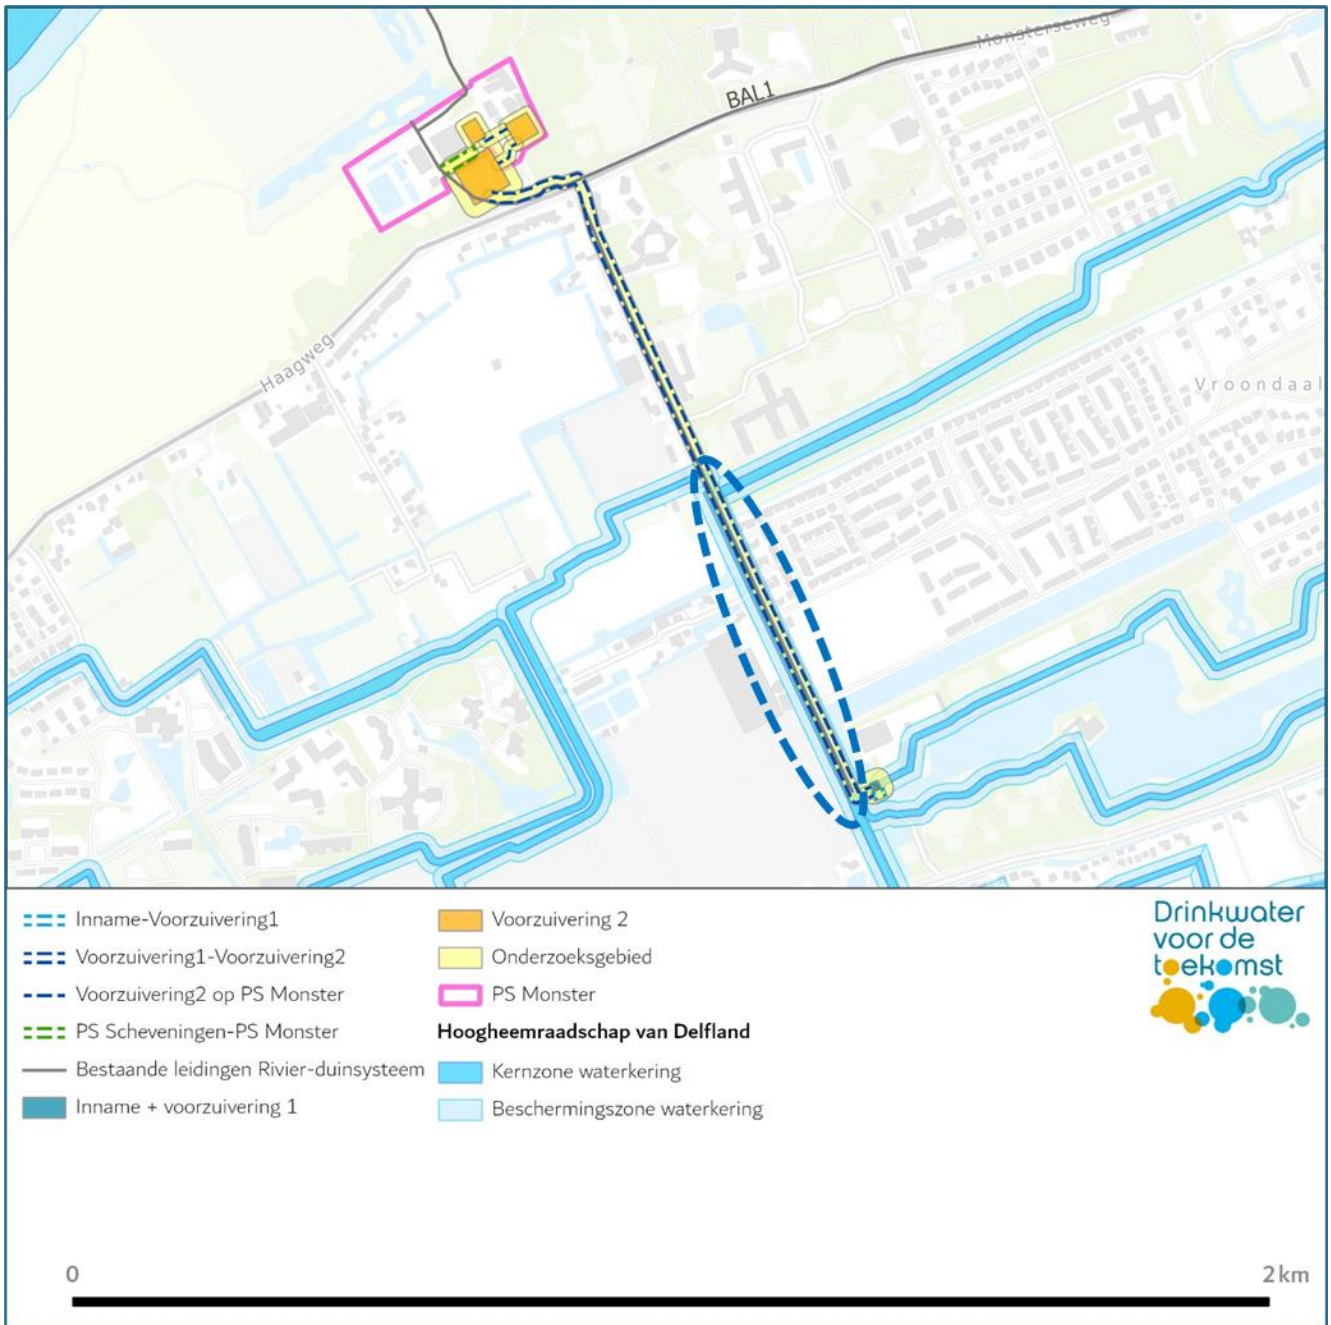 Monsterseweg
BAL1
Haagweg
Vroondaal
Inname-Voorzuivering1
Voorzuivering1-Voorzuivering2
Voorzuivering2 op PS Monster
PS Scheveningen-PS Monster
Bestaande leidingen Rivier-duinsysteem
Inname + voorzuivering 1
Voorzuivering 2
Onderzoeksgebied
PS Monster
Hoogheemraadschap van Delfland
Kernzone waterkering
Beschermingszone waterkering
Drinkwater
voor de
toekomst
0
2 km